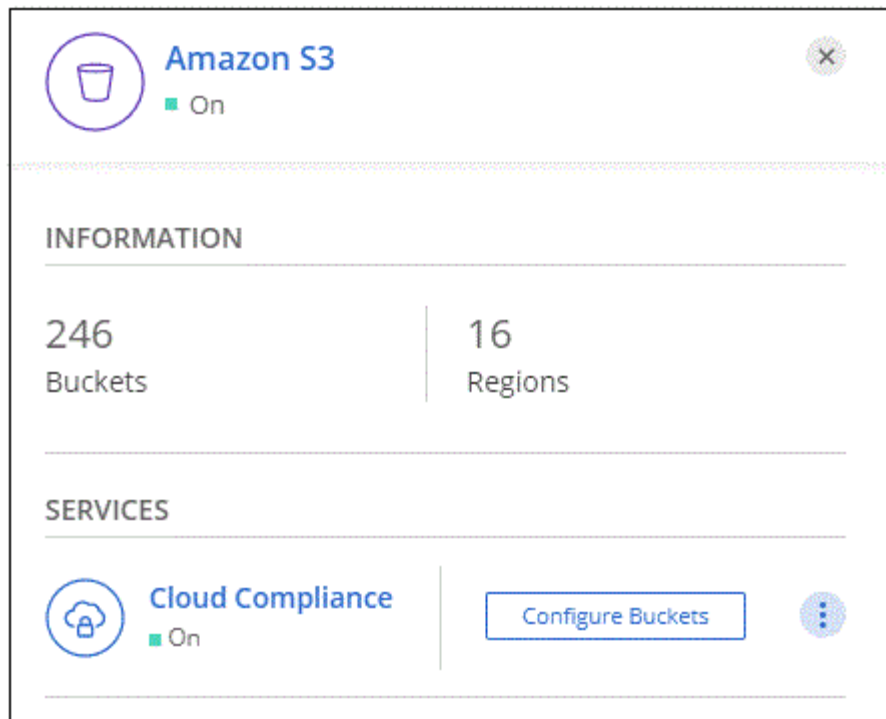 Amazon S3
On
INFORMATION
246
Buckets
16
Regions
SERVICES
Cloud Compliance
On
Configure Buckets